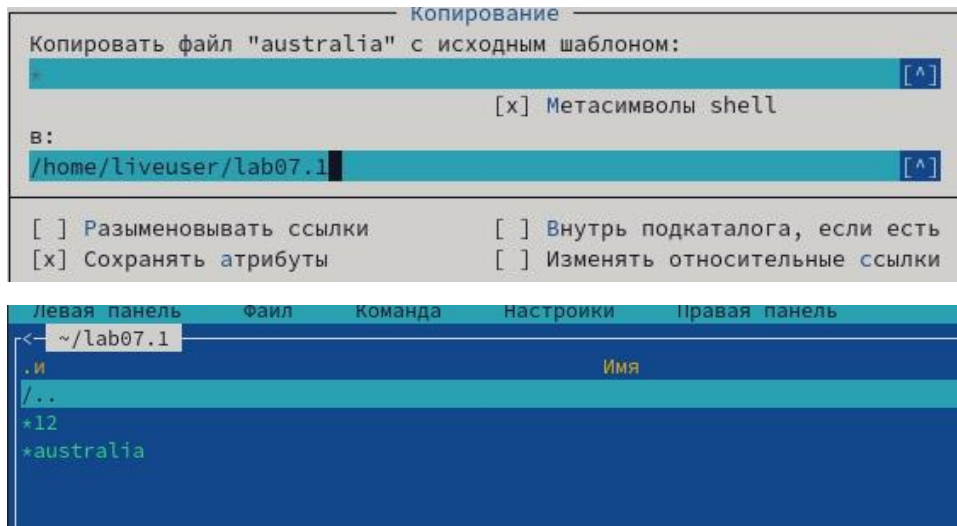 Копирование
Копировать файл "australia" с исходным шаблоном:
* [^]
[x] Метасимволы shell
в:
/home/liveuser/lab07.1 [^]
[ ] Разыменовывать ссылки [ ] Внутрь подкаталога, если есть
[x] Сохранять атрибуты [ ] Изменять относительные ссылки
Левая панель Файл Команда Настройки Правая панель
<— ~/lab07.1
.и Имя
/..
*12
*australia